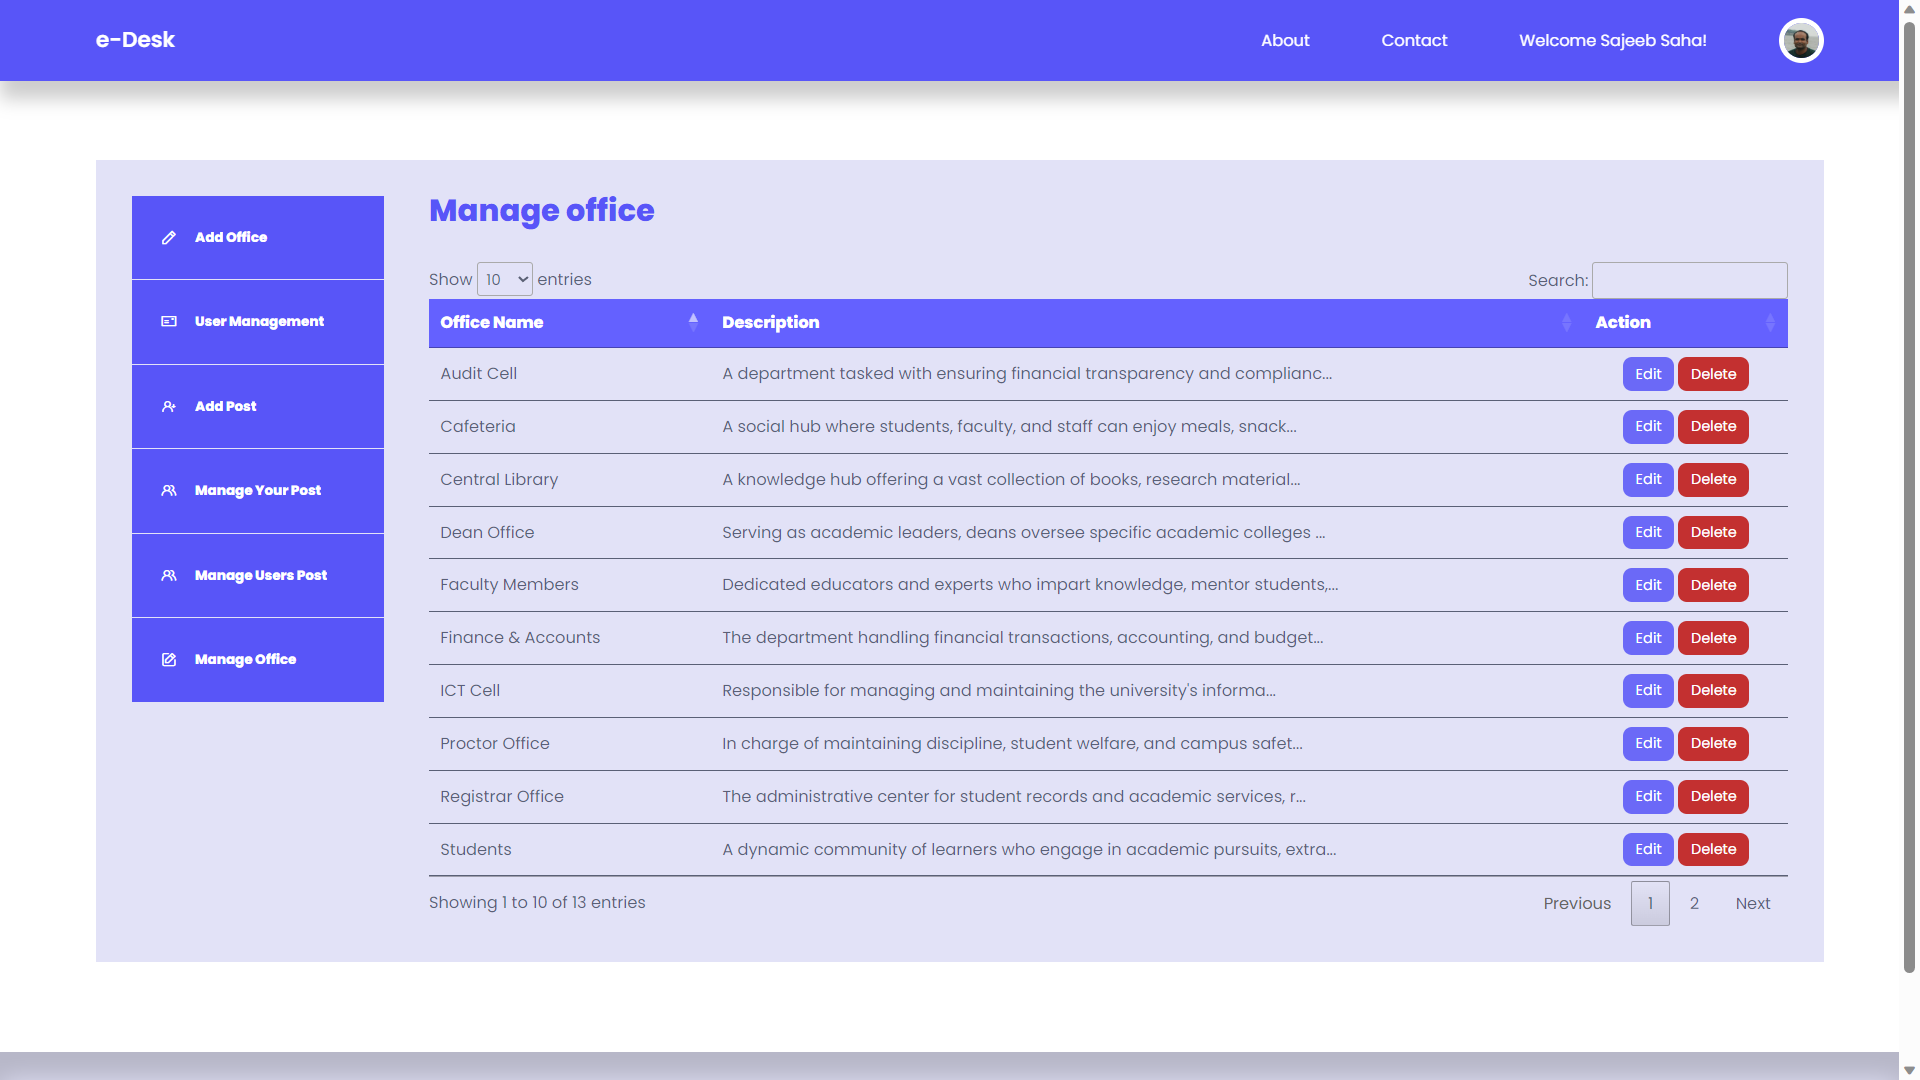 e-Desk
About Contact Welcome Sajeeb Saha!
Add Office
User Management
Add Post
Manage Your Post
Manage Users Post
Manage Office
Manage office
Show 10 entries Search:
Office Name Description Action
Audit Cell A department tasked with ensuring financial transparency and complianc... Edit Delete
Cafeteria A social hub where students, faculty, and staff can enjoy meals, snack... Edit Delete
Central Library A knowledge hub offering a vast collection of books, research material... Edit Delete
Dean Office Serving as academic leaders, deans oversee specific academic colleges ... Edit Delete
Faculty Members Dedicated educators and experts who impart knowledge, mentor students,... Edit Delete
Finance & Accounts The department handling financial transactions, accounting, and budget... Edit Delete
ICT Cell Responsible for managing and maintaining the university's informa... Edit Delete
Proctor Office In charge of maintaining discipline, student welfare, and campus safet... Edit Delete
Registrar Office The administrative center for student records and academic services, r... Edit Delete
Students A dynamic community of learners who engage in academic pursuits, extra... Edit Delete
Showing 1 to 10 of 13 entries Previous 1 2 Next